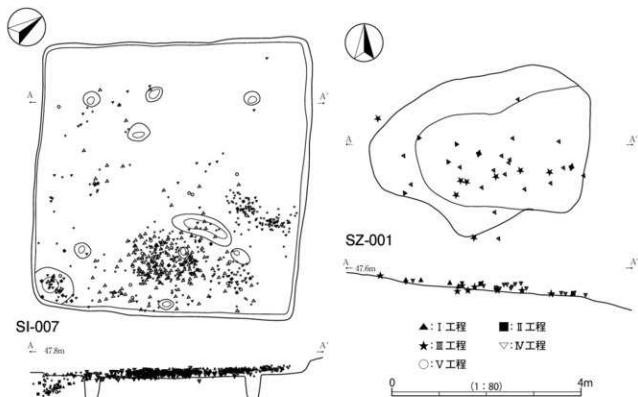 A
A'
SI-007
A
47.8m
A'
A
A'
SZ-001
A
47.6m
A'
▲：Ⅰ工程
■：Ⅱ工程
★：Ⅲ工程
▽：Ⅳ工程
○：Ⅴ工程
0
(1：80)
4m